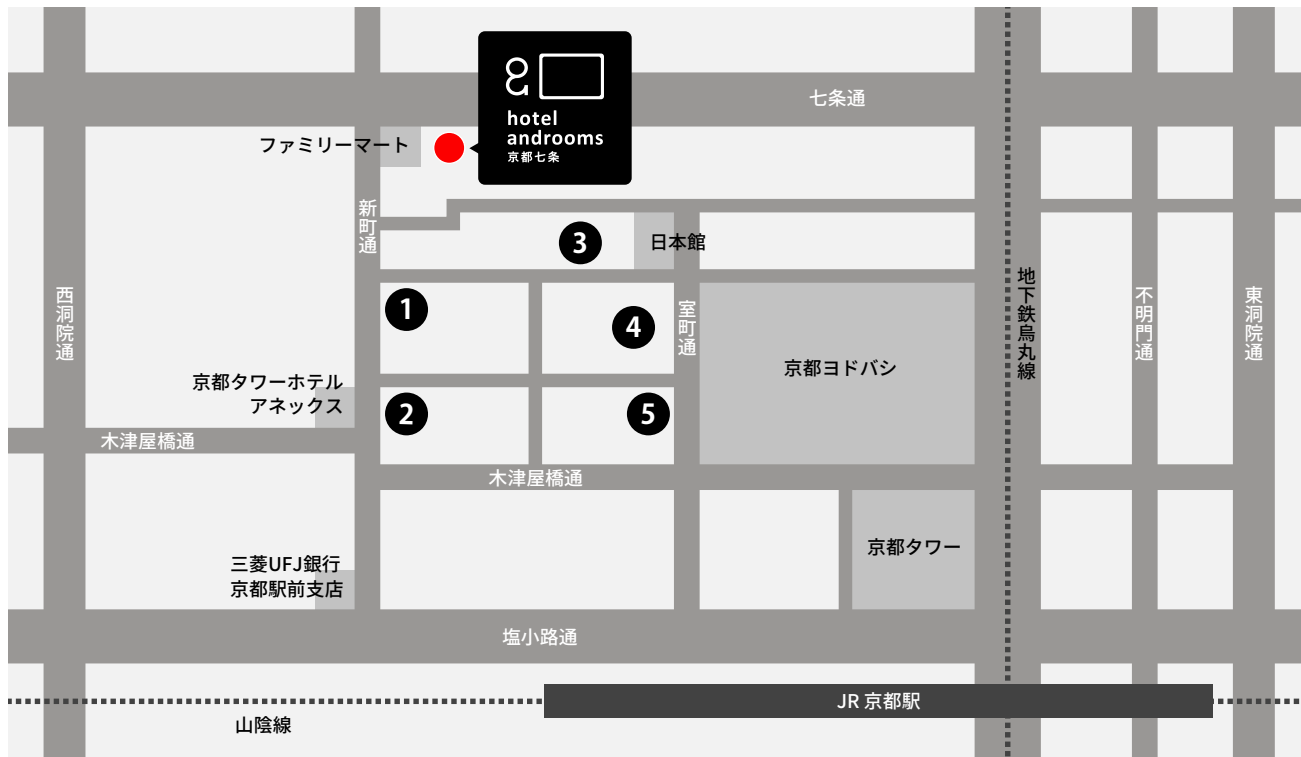 hotel
androoms
京都七条
七条通
ファミリーマート
新町通
3
日本館
西洞院通
1
4
室町通
地下鉄烏丸線
不明門通
東洞院通
京都ヨドバシ
京都タワーホテル
アネックス
2
5
木津屋橋通
木津屋橋通
京都タワー
三菱UFJ銀行
京都駅前支店
塩小路通
JR 京都駅
山陰線